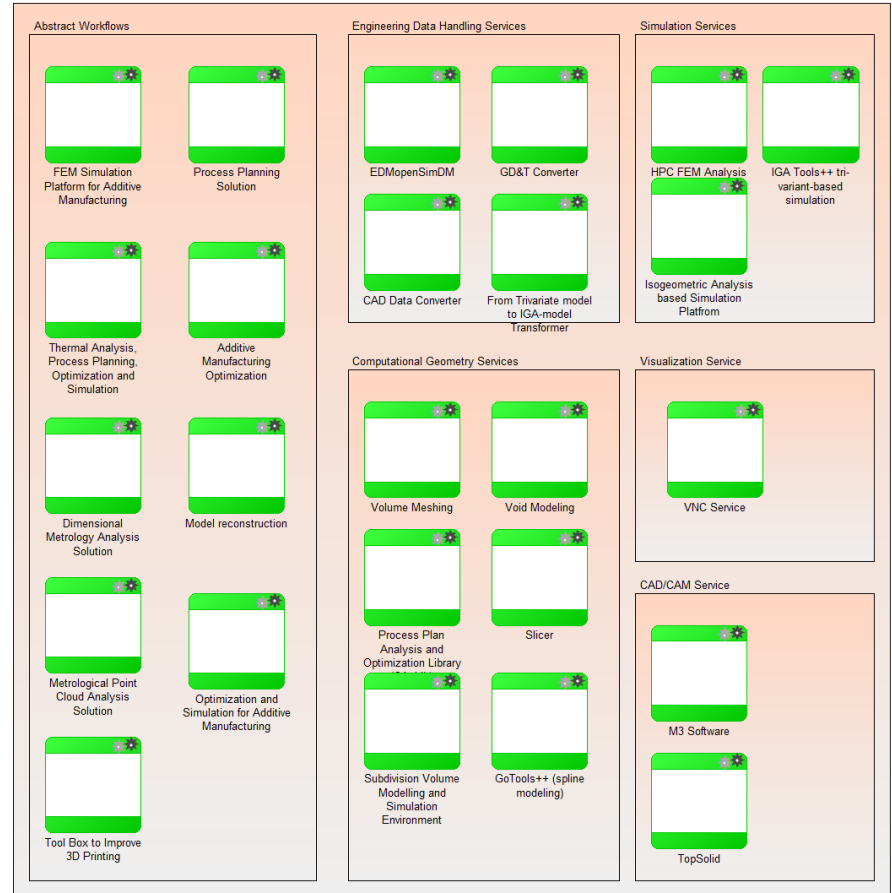 Abstract Workflows
FEM Simulation
Platform for Additive
Manufacturing
Process Planning
Solution
Thermal Analysis,
Process Planning,
Optimization and
Simulation
Additive
Manufacturing
Optimization
Dimensional
Metrology Analysis
Solution
Model reconstruction
Metrological Point
Cloud Analysis
Solution
Optimization and
Simulation for Additive
Manufacturing
Tool Box to Improve
3D Printing
Engineering Data Handling Services
EDMopenSimDM
GD&T Converter
CAD Data Converter
From Trivariate model
to IGA-model
Transformer
Computational Geometry Services
Volume Meshing
Void Modeling
Process Plan
Analysis and
Optimization Library
Slicer
Subdivision Volume
Modelling and
Simulation
Environment
GoTools++ (spline
modeling)
Simulation Services
HPC FEM Analysis
IGA Tools++ tri-
variant-based
simulation
Isogeometric Analysis
based Simulation
Platfrom
Visualization Service
VNC Service
CAD/CAM Service
M3 Software
TopSolid